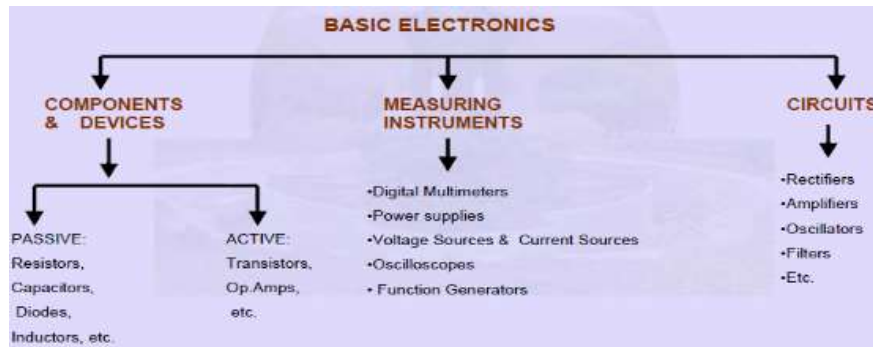 BASIC ELECTRONICS
COMPONENTS
& DEVICES
PASSIVE:
Resistors,
Capacitors,
Diodes,
Inductors, etc.
ACTIVE:
Transistors,
Op.Amps,
etc.
MEASURING
INSTRUMENTS
•Digital Multimeters
•Power supplies
•Voltage Sources & Current Sources
•Oscilloscopes
• Function Generators
CIRCUITS
•Rectifiers
•Amplifiers
•Oscillators
•Filters
•Etc.